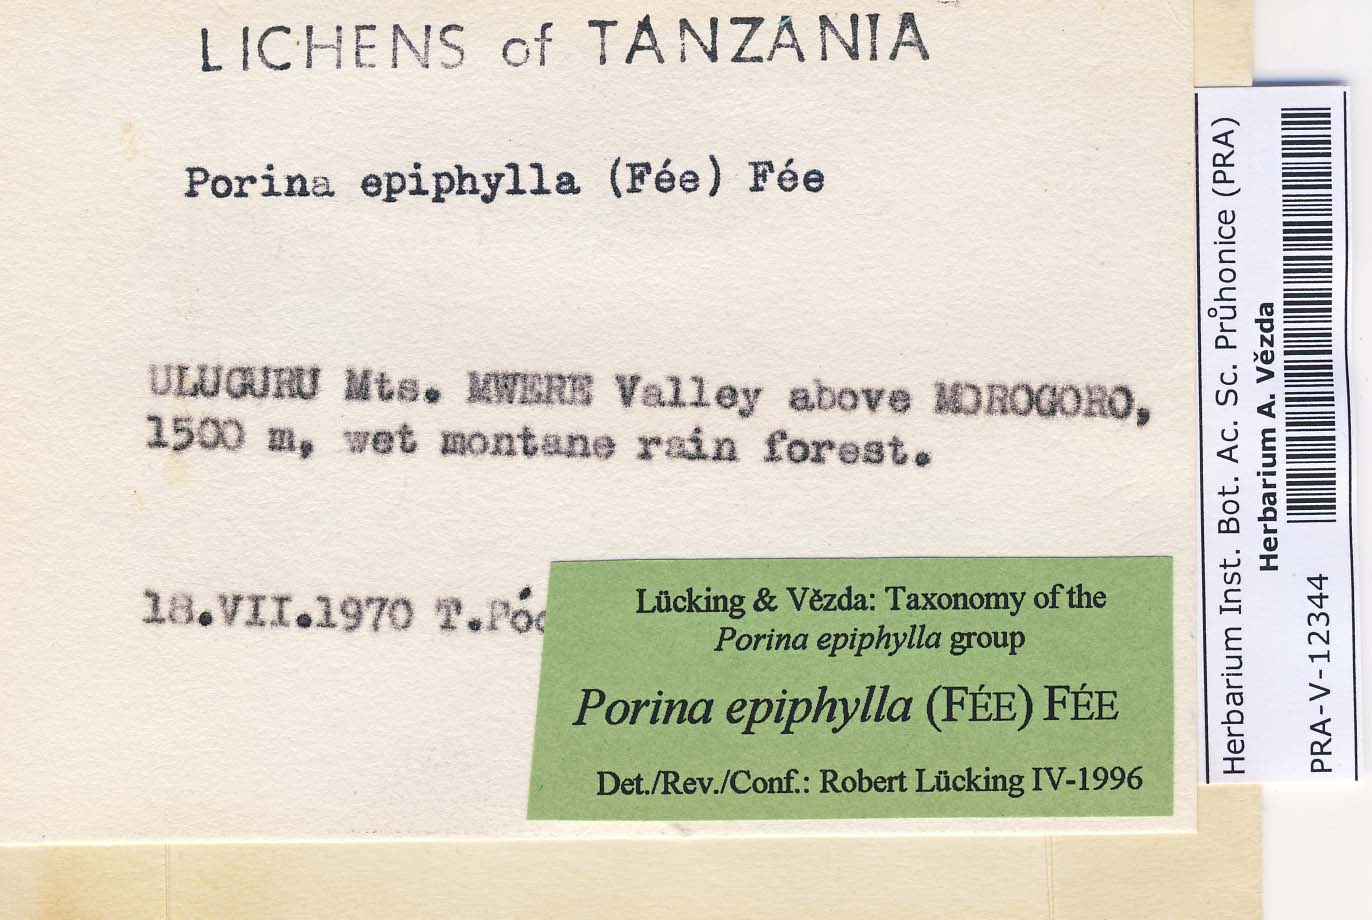 LICHENS of TANZANIA
Porina epiphylla (Fée) Fée
ULUGURU Mts. MWERE Valley above MOROGORO,
1500 m, wet montane rain forest.
18.VII.1970 T.
Lücking & Vězda: Taxonomy of the
Porina epiphylla group
Porina epiphylla (FÉE) FÉE
Det./Rev./Conf.: Robert Lücking IV-1996
Herbarium Inst. Bot. Ac. Sc. Průhonice (PRA)
Herbarium A. Vězda
PRA-V-12344